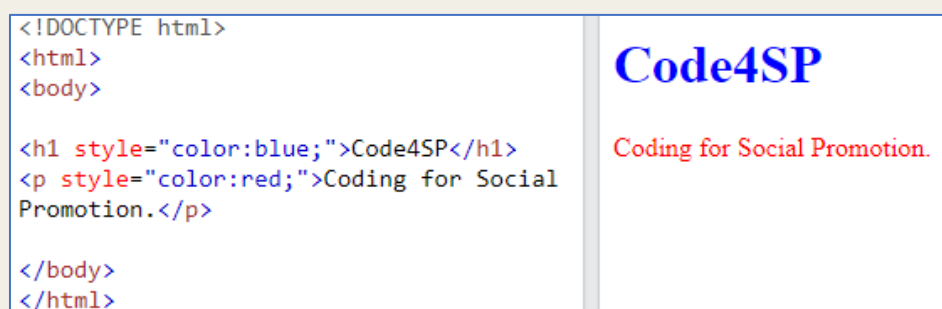 <!DOCTYPE html>
<html>
<body>
<h1 style="color:blue;">Code4SP</h1>
<p style="color:red;">Coding for Social
Promotion.</p>
</body>
</html>
Code4SP
Coding for Social Promotion.